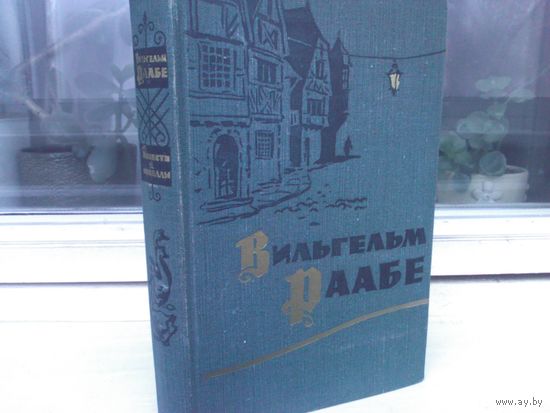 Вильгельм
Раабе
Повести
и
новеллы
Вильгельм
Раабе
www.ay.by